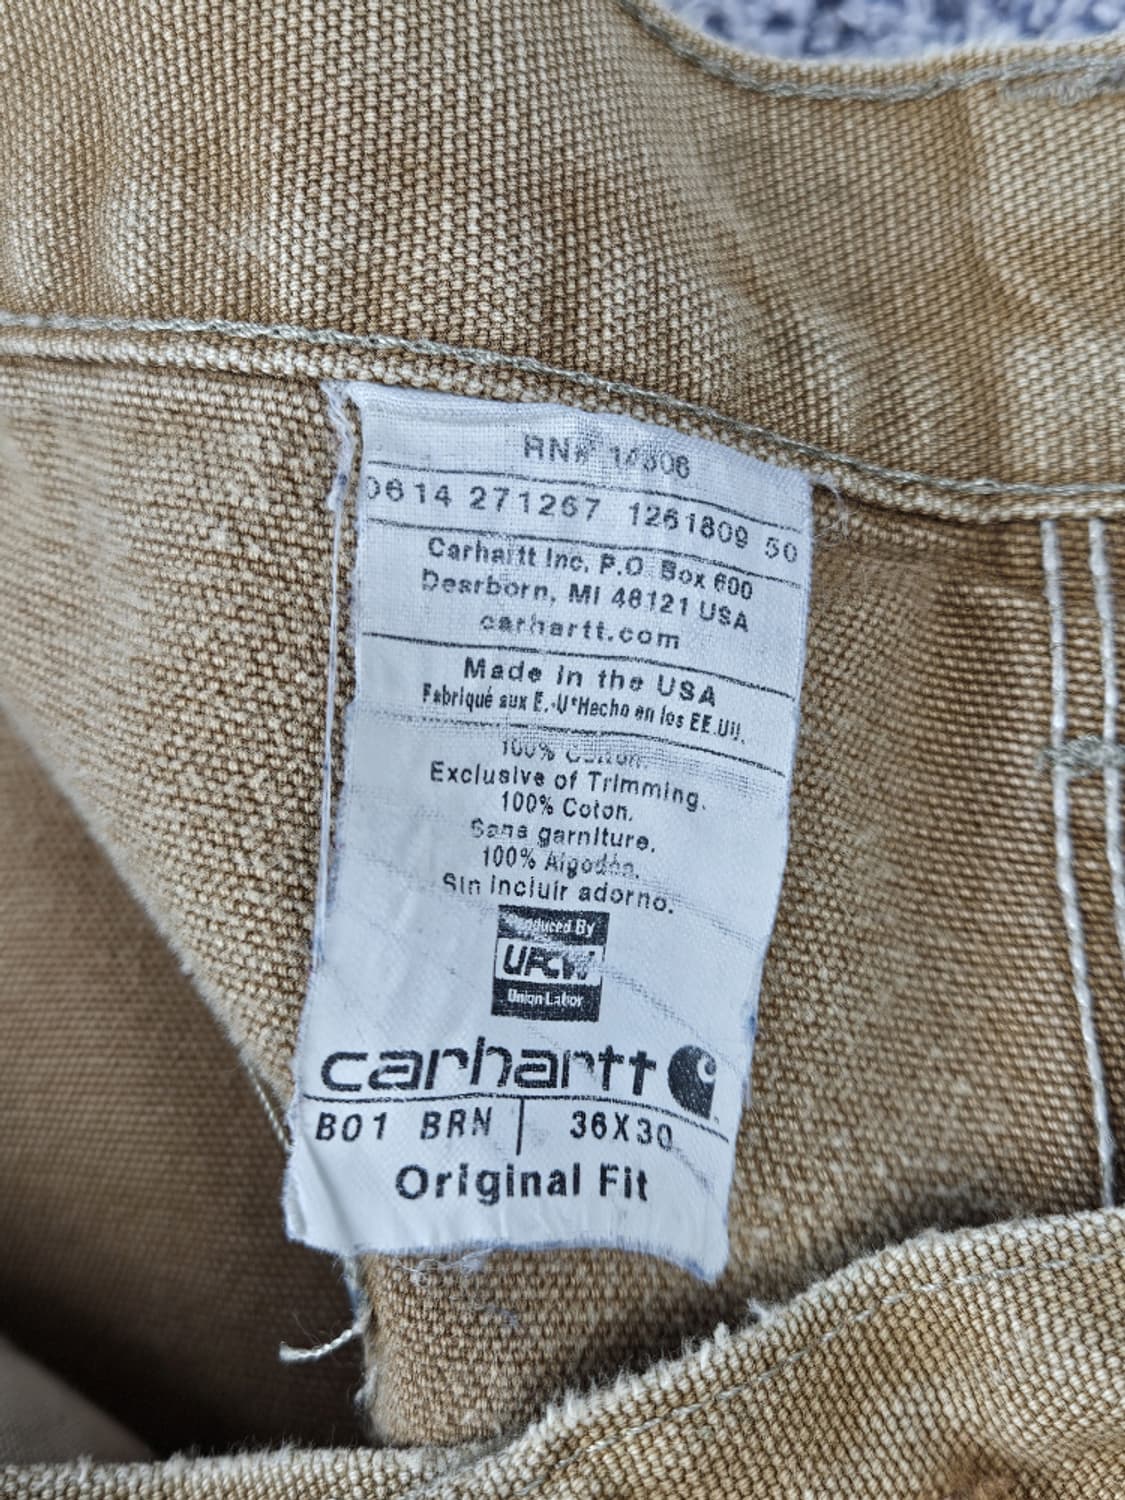 RN# 14806
0614 271267 1261809 50
Carhartt Inc, P.O. Box 600
Dearborn, MI 48121 USA
carhartt.com
Made in the USA
Fabriqué aux E.-U•Hecho en los EE.UU.
100% Cotton.
Exclusive of Trimming.
100% Coton.
Sans garniture.
100% Algodón.
Sin incluir adorno.
Produced By
UFCW
Union Labor
carhartt
B01 BRN | 36X30
Original Fit